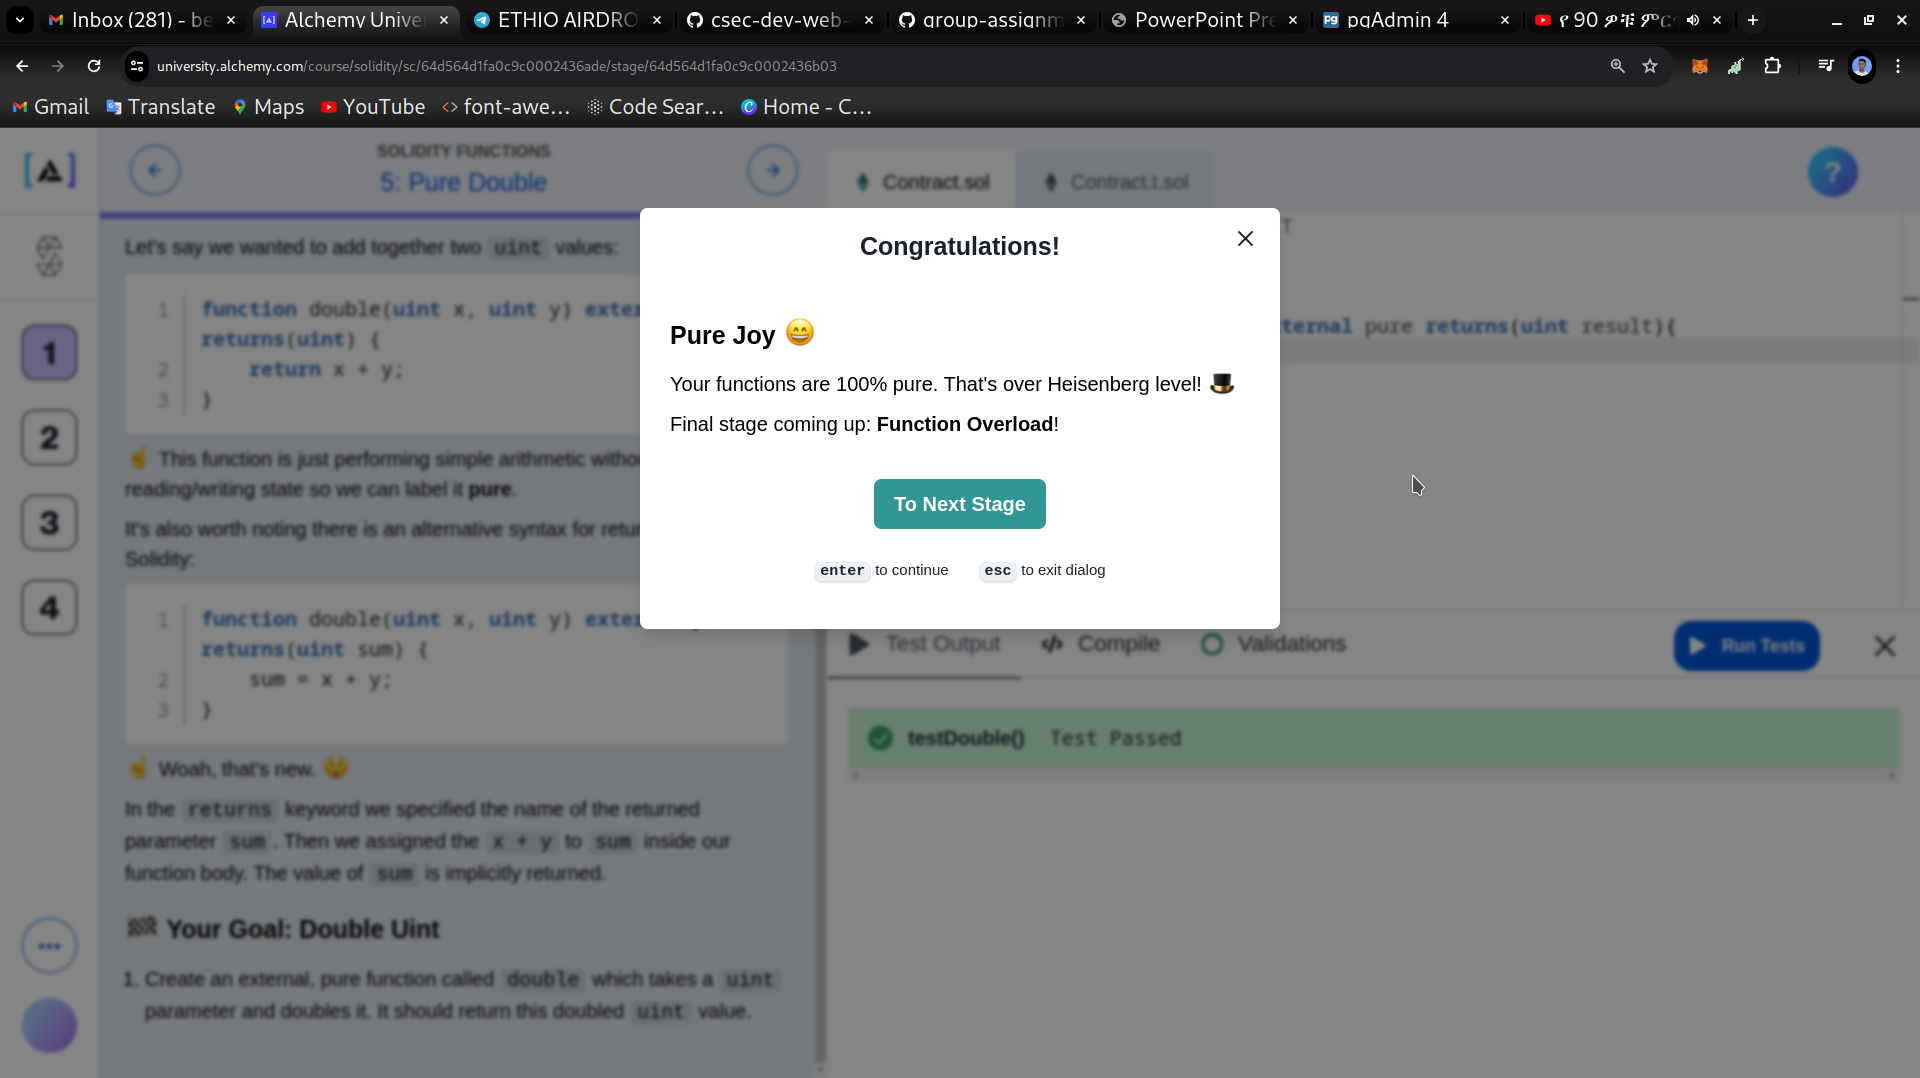 Inbox (281) - be
Alchemy Univer
ETHIO AIRDRO
csec-dev-web-
group-assignm
PowerPoint Pre
pgAdmin 4
የ 90 ዎቹ ምር
university.alchemy.com/course/solidity/sc/64d564d1fa0c9c0002436ade/stage/64d564d1fa0c9c0002436b03
Gmail Translate Maps YouTube font-awe... Code Sear... Home - C...
SOLIDITY FUNCTIONS
5: Pure Double
Contract.sol Contract.t.sol
?
Let's say we wanted to add together two uint values:
1 function double(uint x, uint y) exter
returns(uint) {
2 return x + y;
3 }
☝ This function is just performing simple arithmetic witho
reading/writing state so we can label it pure.
It's also worth noting there is an alternative syntax for retur
Solidity:
1 function double(uint x, uint y) exter
returns(uint sum) {
2 sum = x + y;
3 }
☝ Woah, that's new. 😲
In the returns keyword we specified the name of the returned
parameter sum. Then we assigned the x + y to sum inside our
function body. The value of sum is implicitly returned.
🏁 Your Goal: Double Uint
1. Create an external, pure function called double which takes a uint
parameter and doubles it. It should return this doubled uint value.
1
2
3
4
Congratulations!
Pure Joy 😄
Your functions are 100% pure. That's over Heisenberg level! 🎩
Final stage coming up: Function Overload!
To Next Stage
enter to continue esc to exit dialog
T
ternal pure returns(uint result){
Test Output Compile Validations Run Tests
testDouble() Test Passed